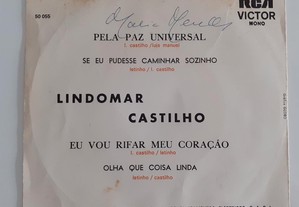 50 055
RCA
VICTOR
MONO
PELA PAZ UNIVERSAL
l. castilho / luiz manuel
SE EU PUDESSE CAMINHAR SOZINHO
letinho / l. castilho
LINDOMAR
CASTILHO
EU VOU RIFAR MEU CORAÇÃO
l. castilho / letinho
OLHA QUE COISA LINDA
letinho / castilho